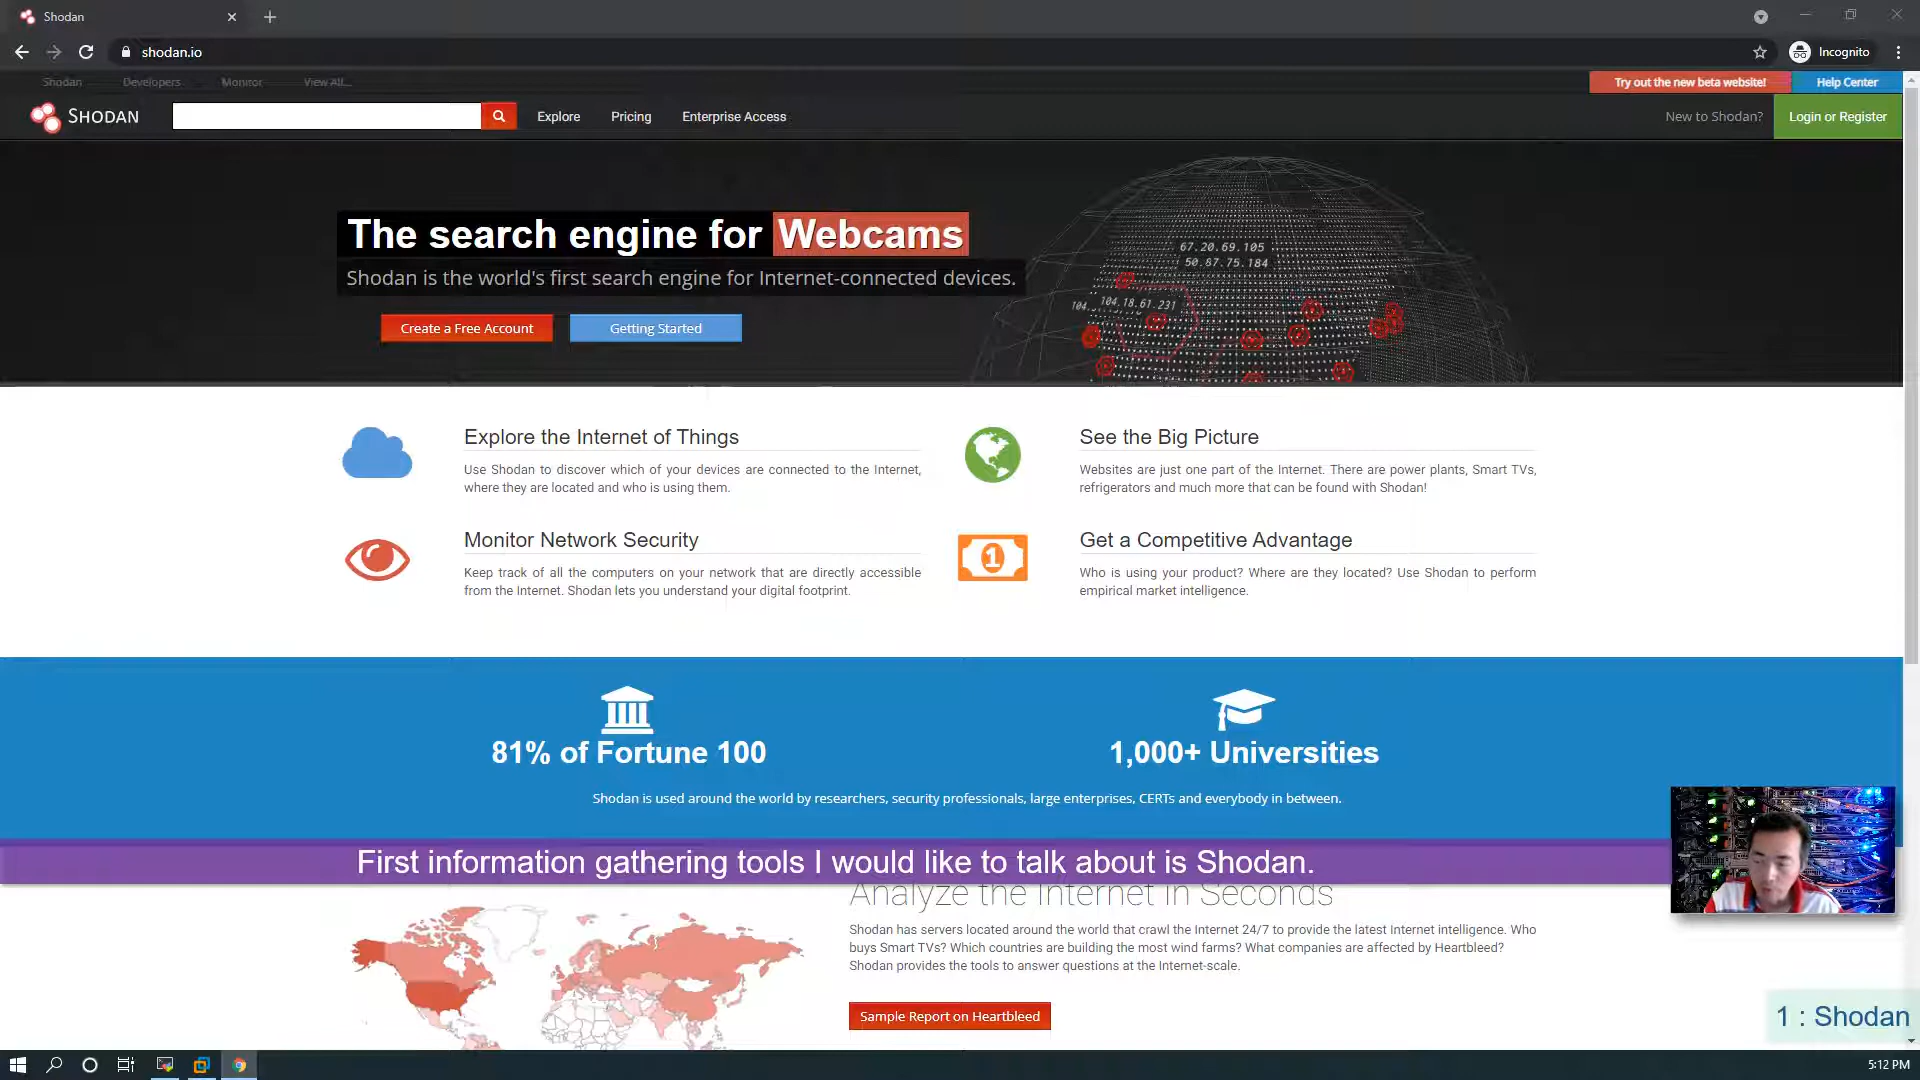 Shodan
shodan.io
Incognito
Shodan
Developers
Monitor
View All...
Try out the new beta website!
Help Center
SHODAN
Explore
Pricing
Enterprise Access
New to Shodan?
Login or Register
The search engine for Webcams
Shodan is the world's first search engine for Internet-connected devices.
Create a Free Account
Getting Started
67.20.69.105
50.87.75.184
104.
104.18.61.231
Explore the Internet of Things
Use Shodan to discover which of your devices are connected to the Internet,
where they are located and who is using them.
See the Big Picture
Websites are just one part of the Internet. There are power plants, Smart TVs,
refrigerators and much more that can be found with Shodan!
Monitor Network Security
Keep track of all the computers on your network that are directly accessible
from the Internet. Shodan lets you understand your digital footprint.
1
Get a Competitive Advantage
Who is using your product? Where are they located? Use Shodan to perform
empirical market intelligence.
81% of Fortune 100
1,000+ Universities
Shodan is used around the world by researchers, security professionals, large enterprises, CERTs and everybody in between.
First information gathering tools I would like to talk about is Shodan.
Analyze the Internet in Seconds
Shodan has servers located around the world that crawl the Internet 24/7 to provide the latest Internet intelligence. Who
buys Smart TVs? Which countries are building the most wind farms? What companies are affected by Heartbleed?
Shodan provides the tools to answer questions at the Internet-scale.
Sample Report on Heartbleed
1 : Shodan
5:12 PM